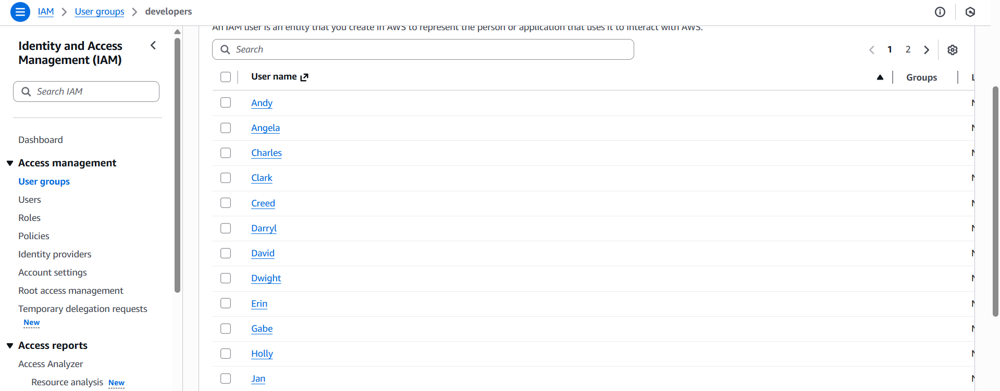 IAM > User groups > developers
Identity and Access
Management (IAM)
Search IAM
Dashboard
Access management
User groups
Users
Roles
Policies
Identity providers
Account settings
Root access management
Temporary delegation requests
New
Access reports
Access Analyzer
Resource analysis New
An IAM user is an entity that you create in AWS to represent the person or application that uses it to interact with AWS.
Search
1 2
User name Groups
Andy
Angela
Charles
Clark
Creed
Darryl
David
Dwight
Erin
Gabe
Holly
Jan